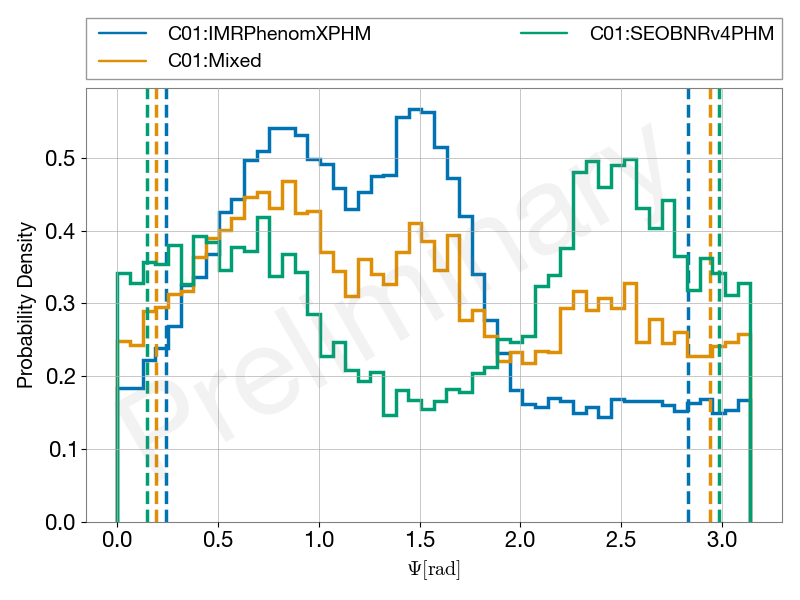 C01:IMRPhenomXPHM
C01:Mixed
C01:SEOBNRv4PHM
Preliminary
Probability Density
0.5
0.4
0.3
0.2
0.1
0.0
0.0 0.5 1.0 1.5 2.0 2.5 3.0
Ψ[rad]